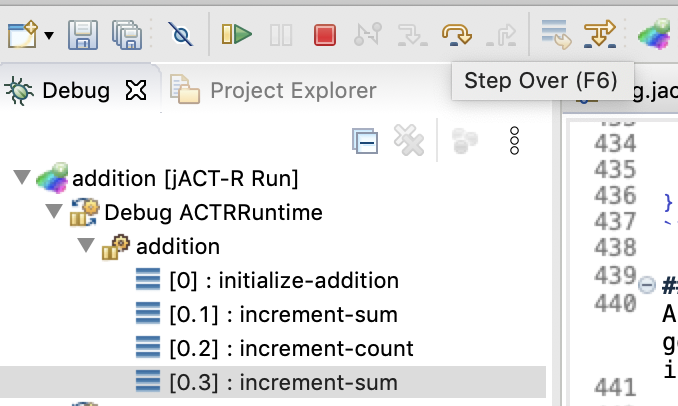 Step Over (F6)
Debug
Project Explorer
g.jac
434
435
436 }
437 `
438
439 ##
440 A
g
i
441
addition [jACT-R Run]
Debug ACTRRuntime
addition
[0] : initialize-addition
[0.1] : increment-sum
[0.2] : increment-count
[0.3] : increment-sum